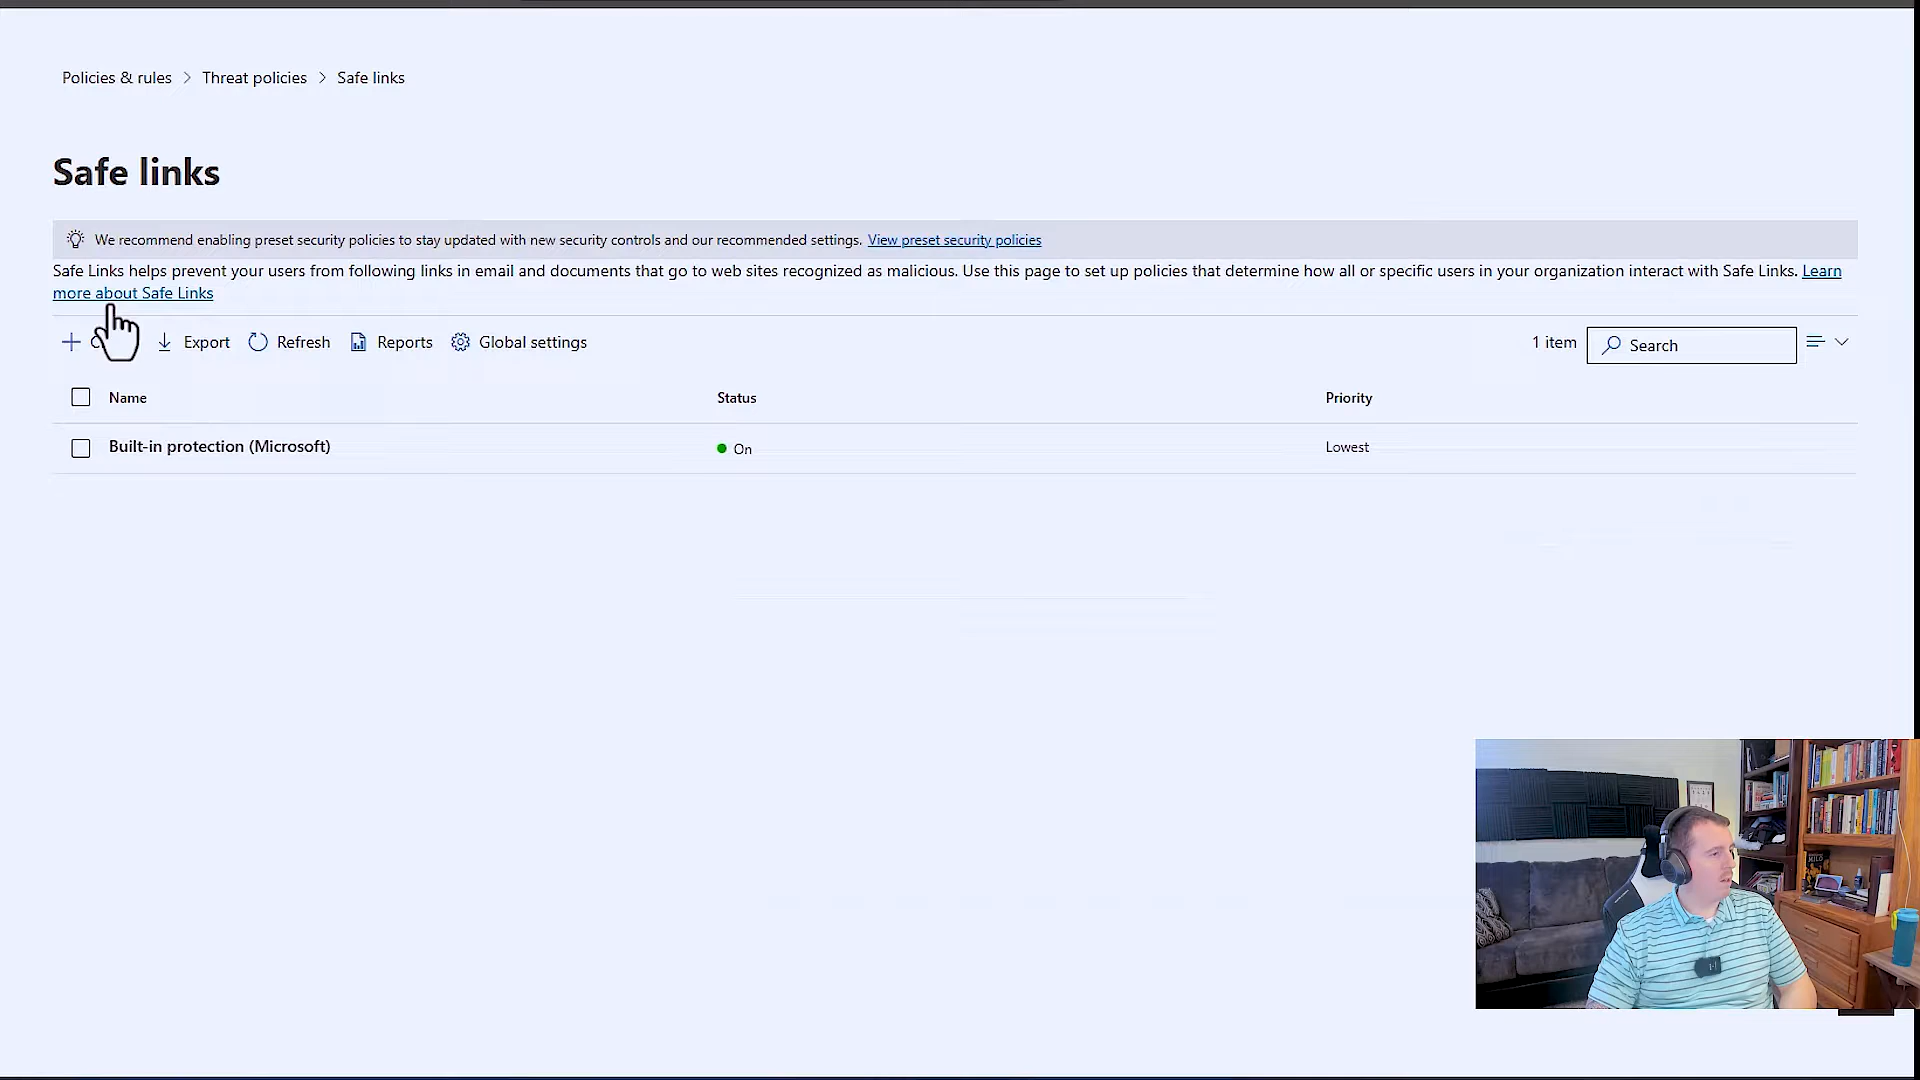 Policies & rules > Threat policies > Safe links
Safe links
We recommend enabling preset security policies to stay updated with new security controls and our recommended settings. View preset security policies
Safe Links helps prevent your users from following links in email and documents that go to web sites recognized as malicious. Use this page to set up policies that determine how all or specific users in your organization interact with Safe Links. Learn
more about Safe Links
Export Refresh Reports Global settings 1 item Search
Name Status Priority
Built-in protection (Microsoft) On Lowest